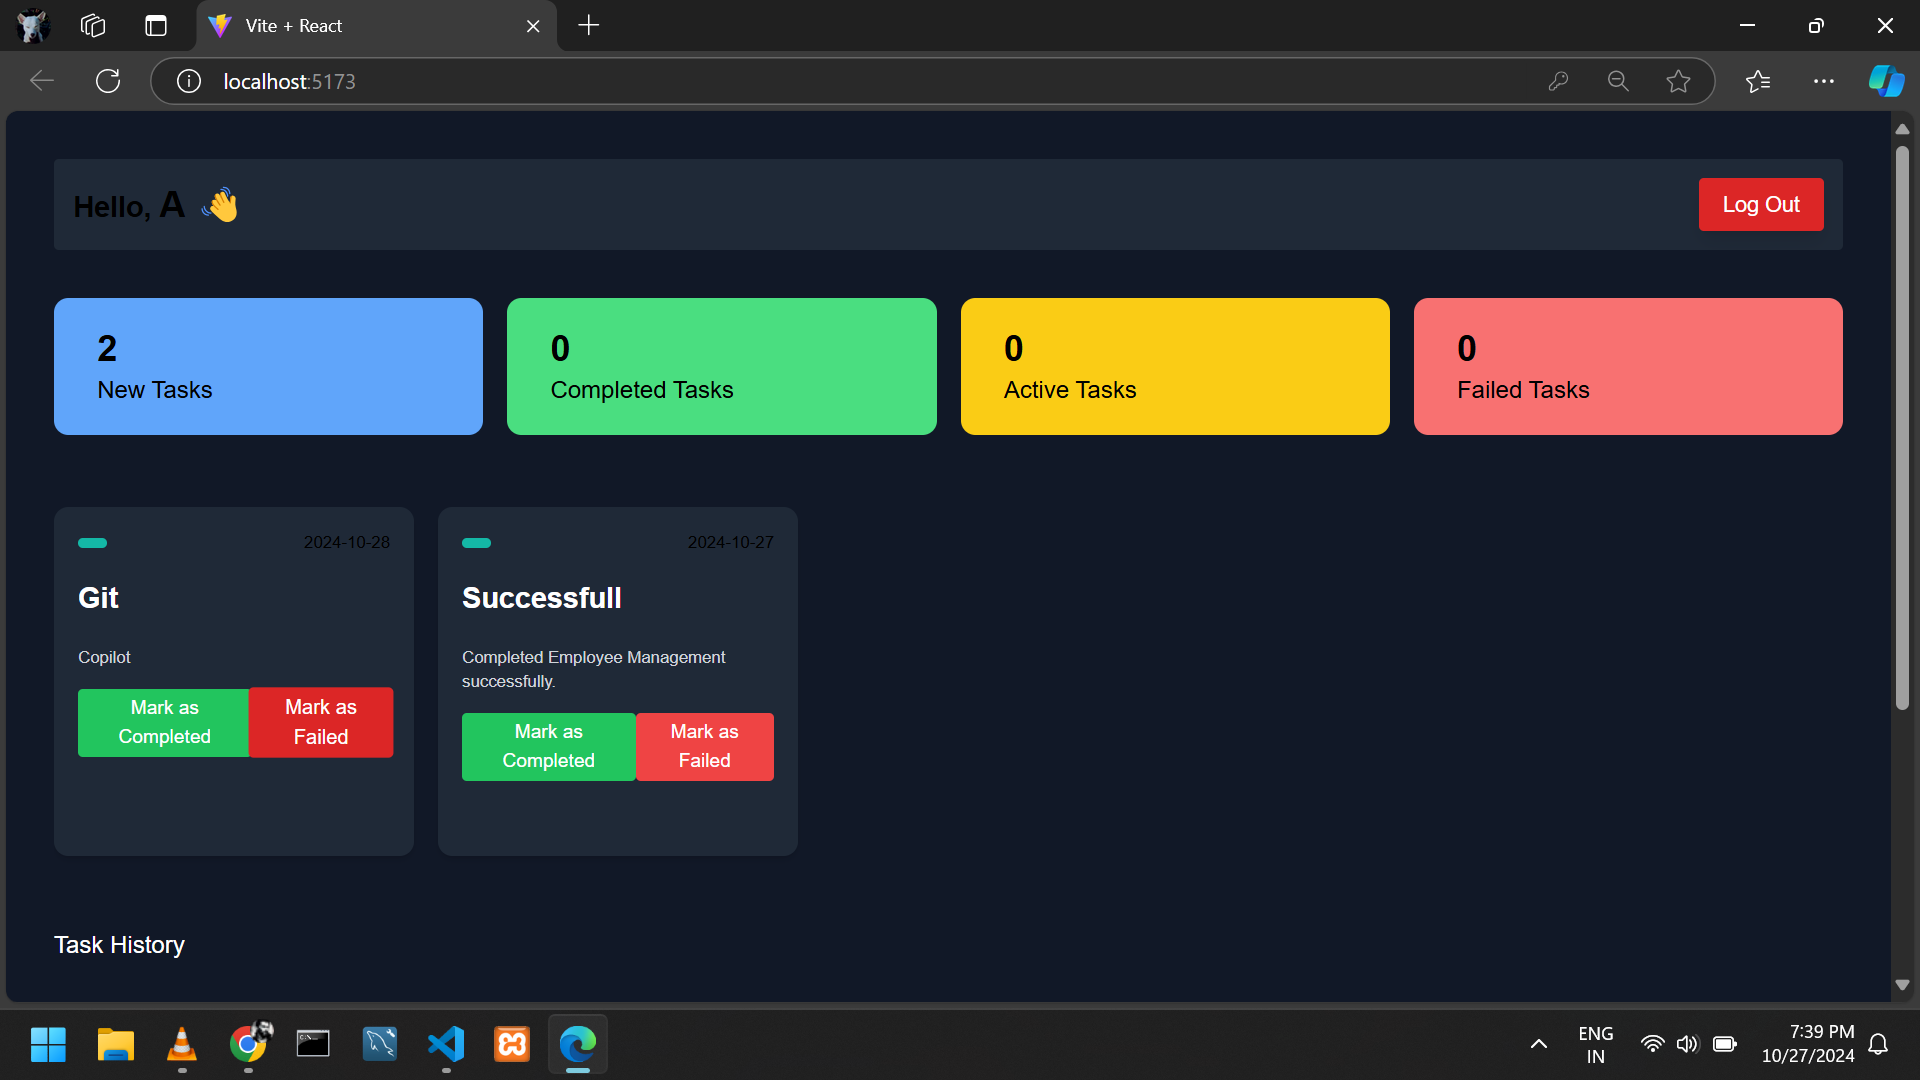 Vite + React
localhost:5173
Hello, A 👋
Log Out
2
New Tasks
0
Completed Tasks
0
Active Tasks
0
Failed Tasks
2024-10-28
Git
Copilot
Mark as
Completed
Mark as
Failed
2024-10-27
Successfull
Completed Employee Management
successfully.
Mark as
Completed
Mark as
Failed
Task History
ENG
IN
7:39 PM
10/27/2024